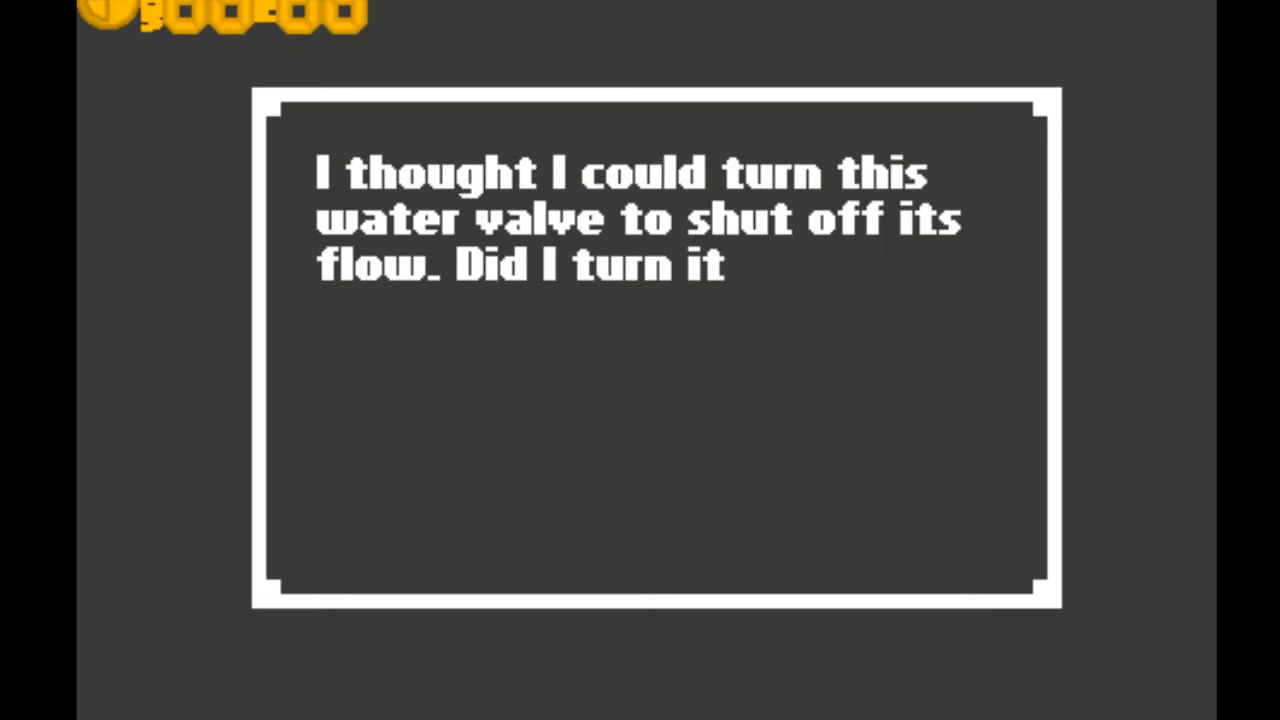 I thought I could turn this
water valve to shut off its
flow. Did I turn it